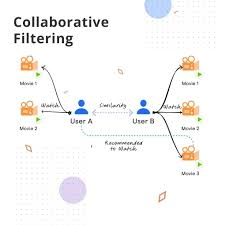 Collaborative
Filtering
Movie 1
Movie 1
Watch
Similarity
Watch
Movie 2
User A
User B
Movie 2
Recommended
to Watch
Movie 3